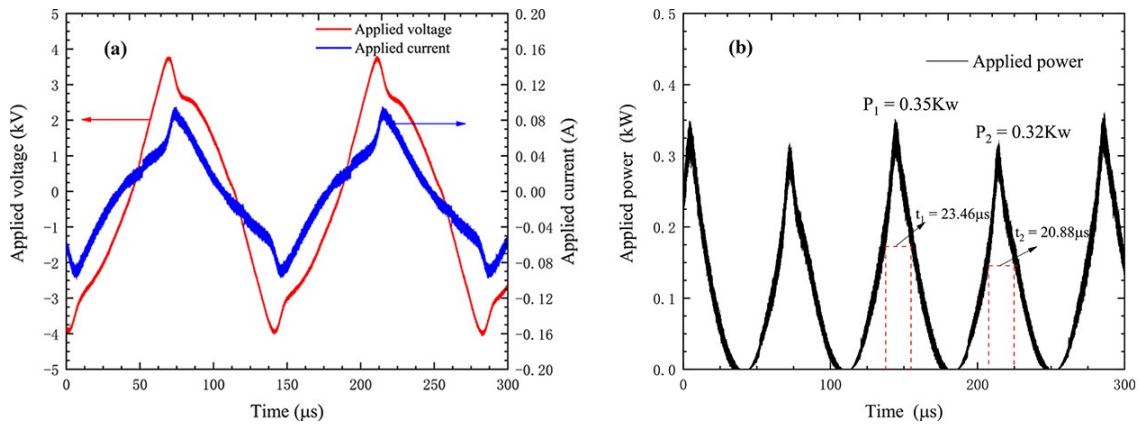 (a)
Applied voltage
Applied current
Applied voltage (kV)
5
4
3
2
1
0
-1
-2
-3
-4
-5
0.20
0.16
0.12
0.08
0.04
0.00
-0.04
-0.08
-0.12
-0.16
-0.20
Applied current (A)
0 50 100 150 200 250 300
Time (μs)
(b)
Applied power
P1 = 0.35Kw
P2 = 0.32Kw
t1 = 23.46μs
t2 = 20.88μs
Applied power (kW)
0.5
0.4
0.3
0.2
0.1
0.0
0 100 200 300
Time (μs)